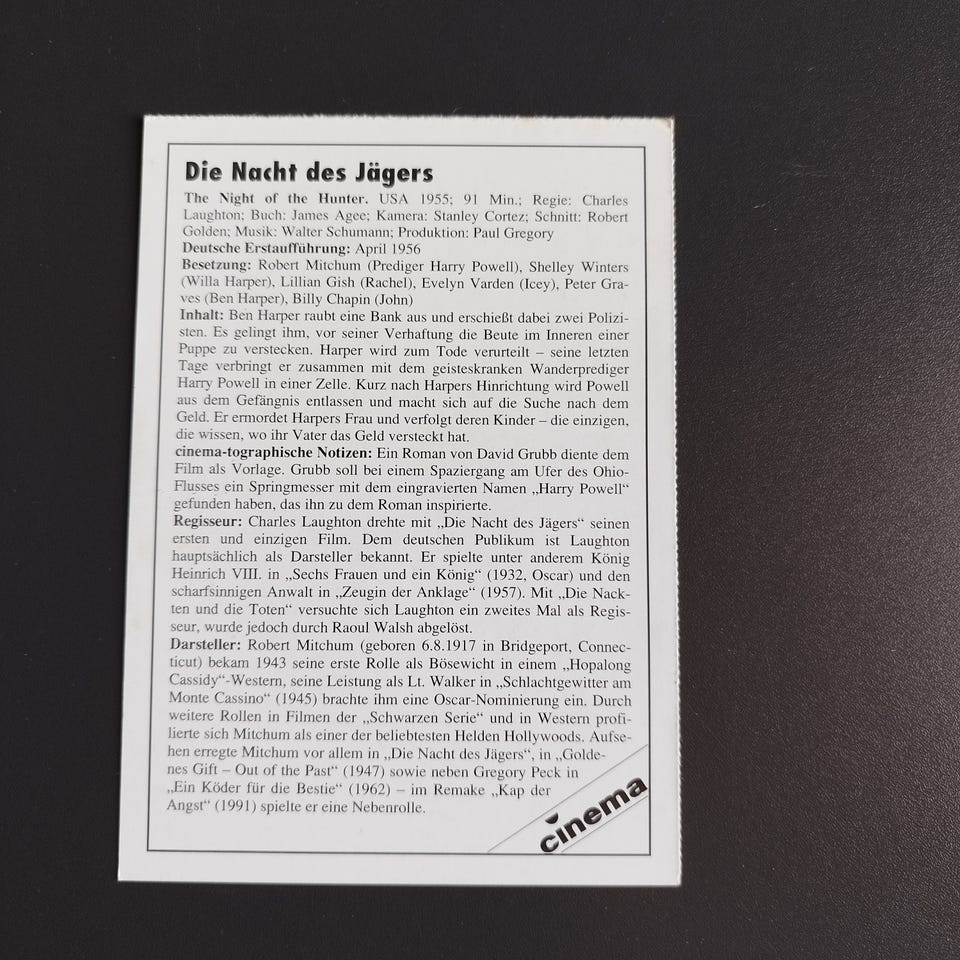 Die Nacht des Jägers
The Night of the Hunter. USA 1955; 91 Min.; Regie: Charles
Laughton; Buch: James Agee; Kamera: Stanley Cortez; Schnitt: Robert
Golden; Musik: Walter Schumann; Produktion: Paul Gregory
Deutsche Erstaufführung: April 1956
Besetzung: Robert Mitchum (Prediger Harry Powell), Shelley Winters
(Willa Harper), Lillian Gish (Rachel), Evelyn Varden (Icey), Peter Gra-
ves (Ben Harper), Billy Chapin (John)
Inhalt: Ben Harper raubt eine Bank aus und erschießt dabei zwei Polizi-
sten. Es gelingt ihm, vor seiner Verhaftung die Beute im Inneren einer
Puppe zu verstecken. Harper wird zum Tode verurteilt – seine letzten
Tage verbringt er zusammen mit dem geisteskranken Wanderprediger
Harry Powell in einer Zelle. Kurz nach Harpers Hinrichtung wird Powell
aus dem Gefängnis entlassen und macht sich auf die Suche nach dem
Geld. Er ermordet Harpers Frau und verfolgt deren Kinder – die einzigen,
die wissen, wo ihr Vater das Geld versteckt hat.
cinema-tographische Notizen: Ein Roman von David Grubb diente dem
Film als Vorlage. Grubb soll bei einem Spaziergang am Ufer des Ohio-
Flusses ein Springmesser mit dem eingravierten Namen „Harry Powell“
gefunden haben, das ihn zu dem Roman inspirierte.
Regisseur: Charles Laughton drehte mit „Die Nacht des Jägers“ seinen
ersten und einzigen Film. Dem deutschen Publikum ist Laughton
hauptsächlich als Darsteller bekannt. Er spielte unter anderem König
Heinrich VIII. in „Sechs Frauen und ein König“ (1932, Oscar) und den
scharfsinnigen Anwalt in „Zeugin der Anklage“ (1957). Mit „Die Nack-
ten und die Toten“ versuchte sich Laughton ein zweites Mal als Regis-
seur, wurde jedoch durch Raoul Walsh abgelöst.
Darsteller: Robert Mitchum (geboren 6.8.1917 in Bridgeport, Connec-
ticut) bekam 1943 seine erste Rolle als Bösewicht in einem „Hopalong
Cassidy“-Western, seine Leistung als Lt. Walker in „Schlachtgewitter am
Monte Cassino“ (1945) brachte ihm eine Oscar-Nominierung ein. Durch
weitere Rollen in Filmen der „Schwarzen Serie“ und in Western profi-
lierte sich Mitchum als einer der beliebtesten Helden Hollywoods. Aufse-
hen erregte Mitchum vor allem in „Die Nacht des Jägers“, in „Golde-
nes Gift – Out of the Past“ (1947) sowie neben Gregory Peck in
„Ein Köder für die Bestie“ (1962) – im Remake „Kap der
Angst“ (1991) spielte er eine Nebenrolle.
cinema